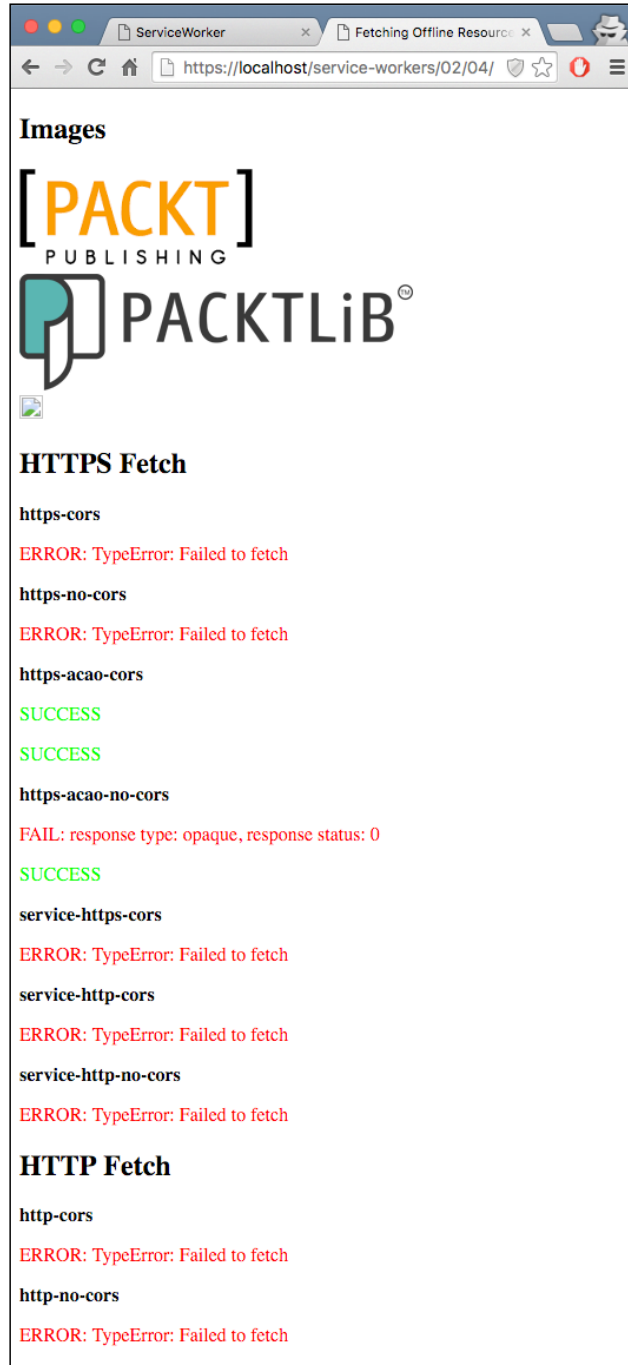 ServiceWorker
Fetching Offline Resourc
https://localhost/service-workers/02/04/
Images
[PACKT]
PUBLISHING
PACKTLiB™
HTTPS Fetch
https-cors
ERROR: TypeError: Failed to fetch
https-no-cors
ERROR: TypeError: Failed to fetch
https-acao-cors
SUCCESS
SUCCESS
https-acao-no-cors
FAIL: response type: opaque, response status: 0
SUCCESS
service-https-cors
ERROR: TypeError: Failed to fetch
service-http-cors
ERROR: TypeError: Failed to fetch
service-http-no-cors
ERROR: TypeError: Failed to fetch
HTTP Fetch
http-cors
ERROR: TypeError: Failed to fetch
http-no-cors
ERROR: TypeError: Failed to fetch